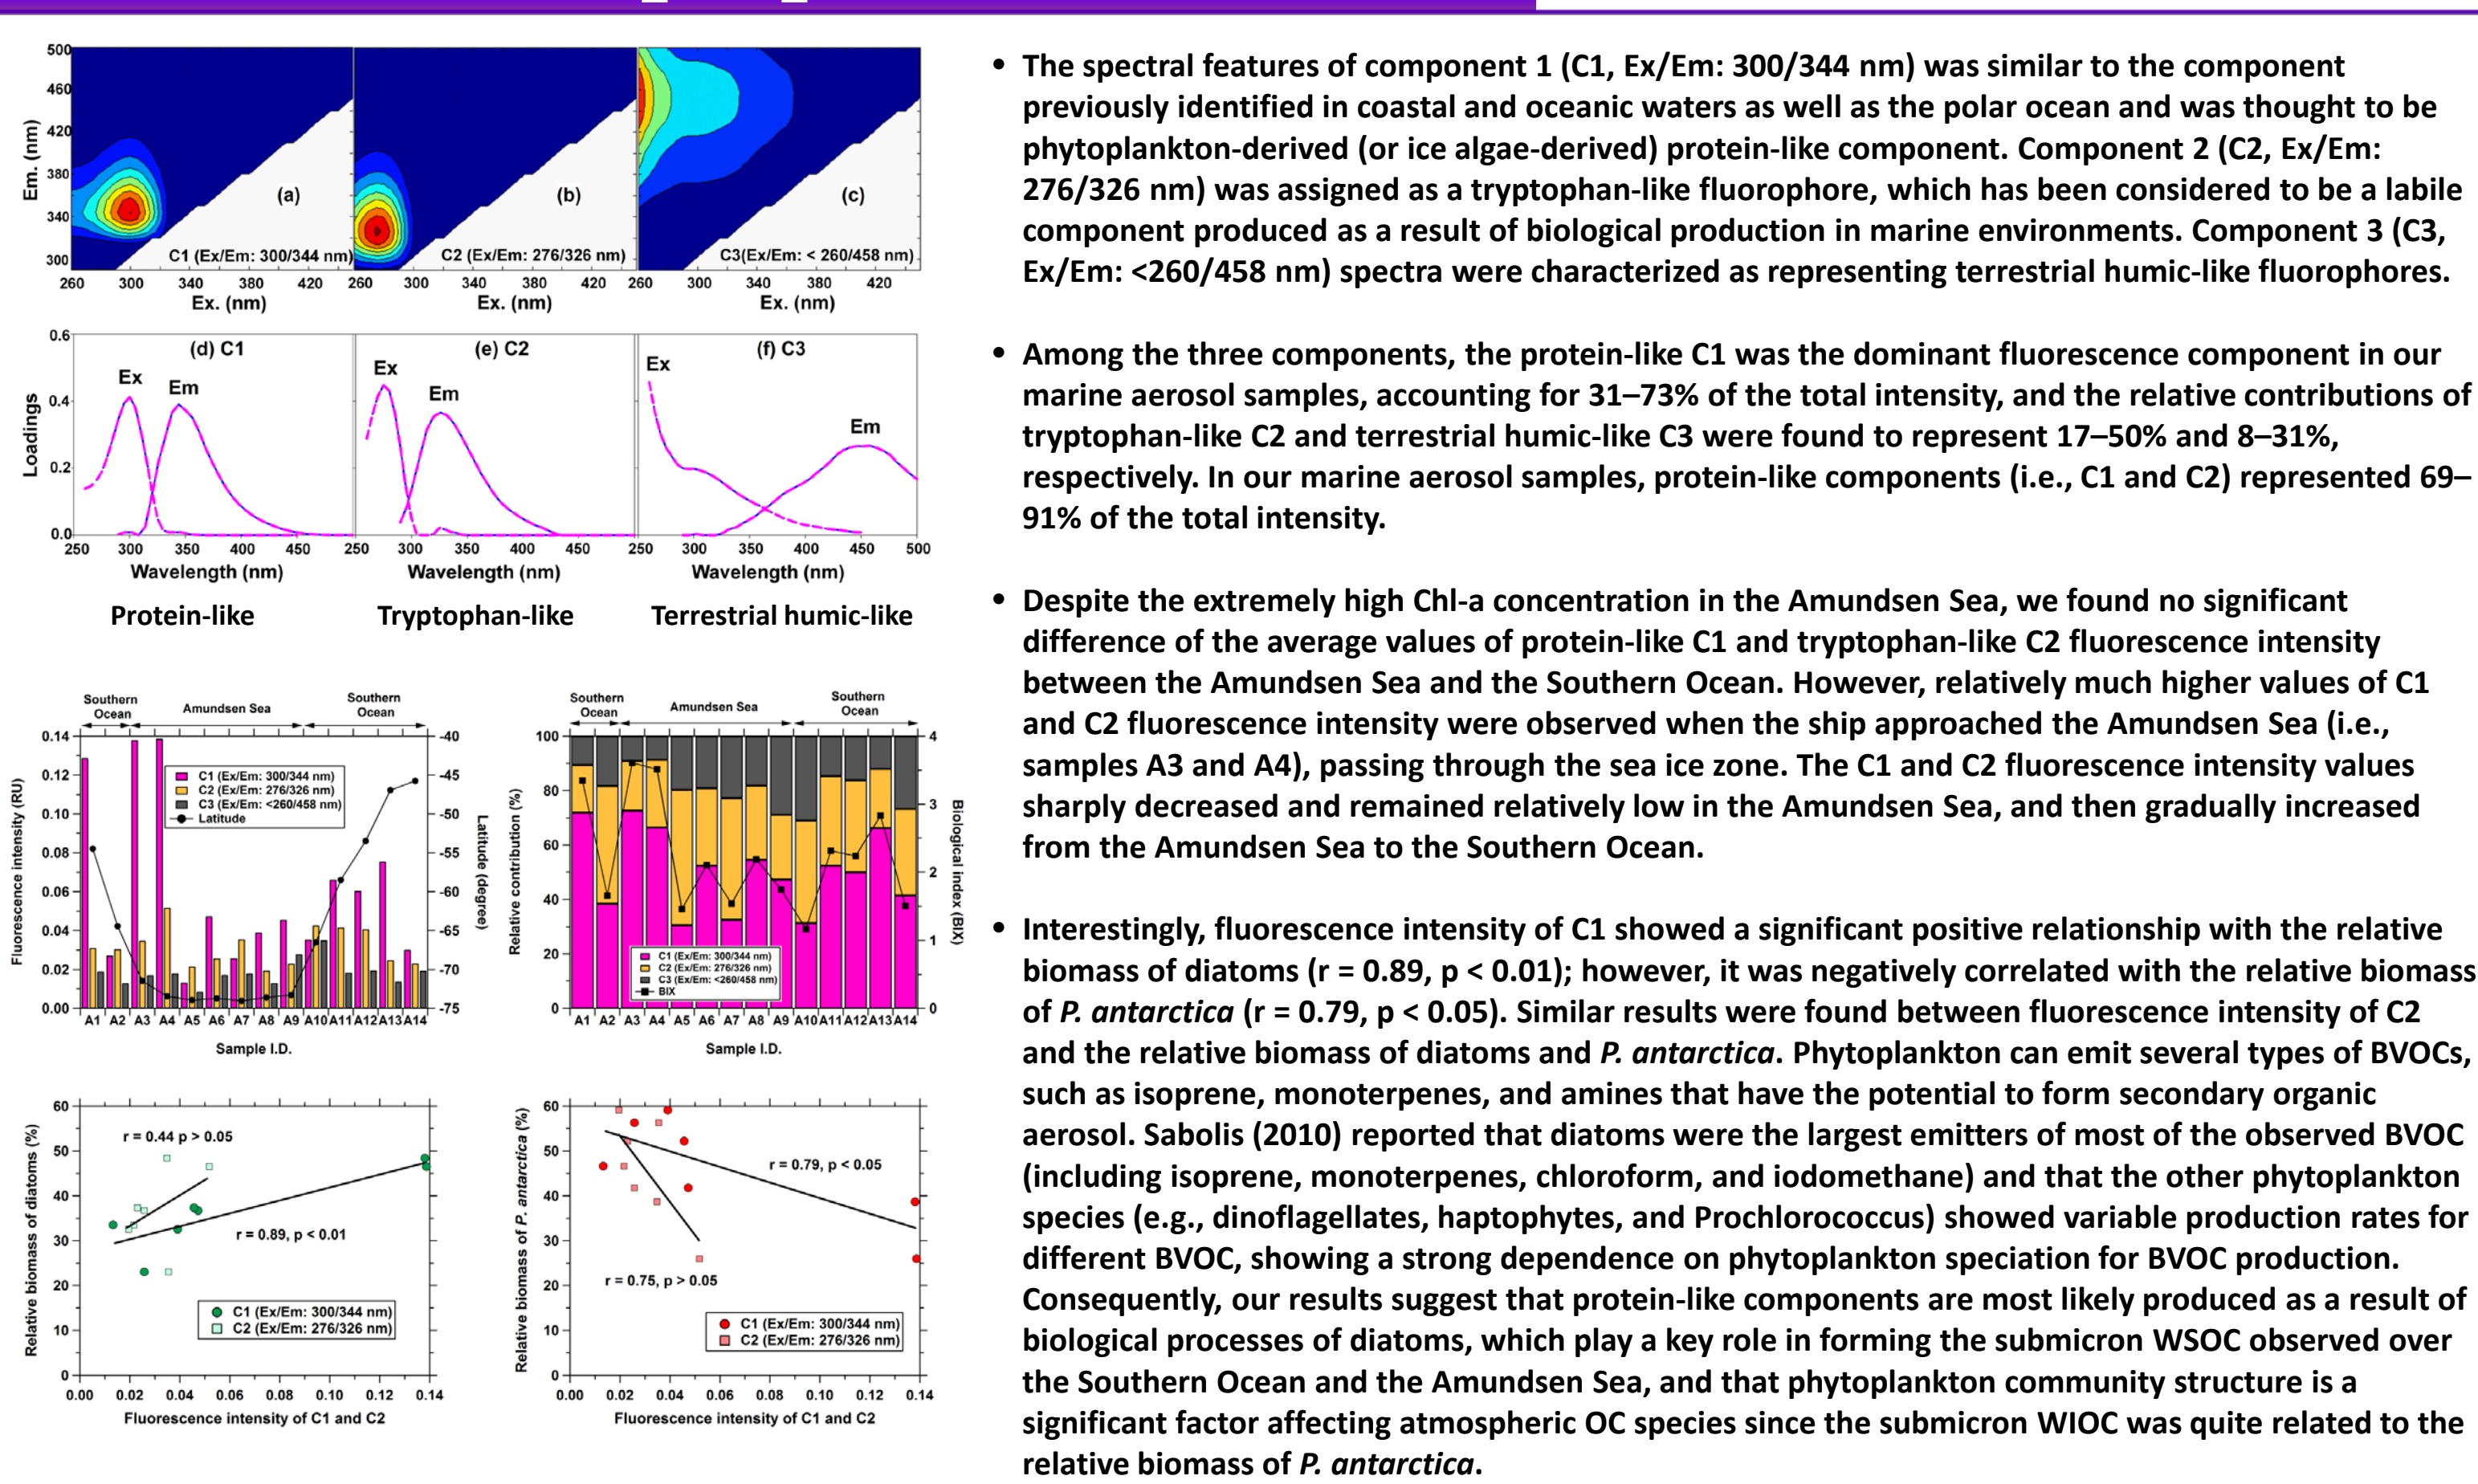 500
460
420
380
340
300
Em. (nm)
(a)
(b)
(c)
C1 (Ex/Em: 300/344 nm)
C2 (Ex/Em: 276/326 nm)
C3(Ex/Em: < 260/458 nm)
260 300 340 380 420 260 300 340 380 420 260 300 340 380 420
Ex. (nm) Ex. (nm) Ex. (nm)
0.6
0.4
0.2
0.0
Loadings
(d) C1 (e) C2 (f) C3
Ex Em Ex Em Ex Em
250 300 350 400 450 250 300 350 400 450 250 300 350 400 450 500
Wavelength (nm) Wavelength (nm) Wavelength (nm)
Protein-like Tryptophan-like Terrestrial humic-like
Southern Ocean Amundsen Sea Southern Ocean
0.14
0.12
0.10
0.08
0.06
0.04
0.02
0.00
Fluorescence intensity (RU)
C1 (Ex/Em: 300/344 nm)
C2 (Ex/Em: 276/326 nm)
C3 (Ex/Em: <260/458 nm)
Latitude
-40
-45
-50
-55
-60
-65
-70
-75
Latitude (degree)
A1 A2 A3 A4 A5 A6 A7 A8 A9 A10 A11 A12 A13 A14
Sample I.D.
Southern Ocean Amundsen Sea Southern Ocean
100
80
60
40
20
0
Relative contribution (%)
C1 (Ex/Em: 300/344 nm)
C2 (Ex/Em: 276/326 nm)
C3 (Ex/Em: <260/458 nm)
BIX
4
3
2
1
0
Biological index (BIX)
A1 A2 A3 A4 A5 A6 A7 A8 A9 A10 A11 A12 A13 A14
Sample I.D.
60
50
40
30
20
10
0
Relative biomass of diatoms (%)
r = 0.44 p > 0.05
r = 0.89, p < 0.01
C1 (Ex/Em: 300/344 nm)
C2 (Ex/Em: 276/326 nm)
0.00 0.02 0.04 0.06 0.08 0.10 0.12 0.14
Fluorescence intensity of C1 and C2
60
50
40
30
20
10
0
Relative biomass of P. antarctica (%)
r = 0.79, p < 0.05
r = 0.75, p > 0.05
C1 (Ex/Em: 300/344 nm)
C2 (Ex/Em: 276/326 nm)
0.00 0.02 0.04 0.06 0.08 0.10 0.12 0.14
Fluorescence intensity of C1 and C2
• The spectral features of component 1 (C1, Ex/Em: 300/344 nm) was similar to the component
previously identified in coastal and oceanic waters as well as the polar ocean and was thought to be
phytoplankton-derived (or ice algae-derived) protein-like component. Component 2 (C2, Ex/Em:
276/326 nm) was assigned as a tryptophan-like fluorophore, which has been considered to be a labile
component produced as a result of biological production in marine environments. Component 3 (C3,
Ex/Em: <260/458 nm) spectra were characterized as representing terrestrial humic-like fluorophores.
• Among the three components, the protein-like C1 was the dominant fluorescence component in our
marine aerosol samples, accounting for 31–73% of the total intensity, and the relative contributions of
tryptophan-like C2 and terrestrial humic-like C3 were found to represent 17–50% and 8–31%,
respectively. In our marine aerosol samples, protein-like components (i.e., C1 and C2) represented 69–
91% of the total intensity.
• Despite the extremely high Chl-a concentration in the Amundsen Sea, we found no significant
difference of the average values of protein-like C1 and tryptophan-like C2 fluorescence intensity
between the Amundsen Sea and the Southern Ocean. However, relatively much higher values of C1
and C2 fluorescence intensity were observed when the ship approached the Amundsen Sea (i.e.,
samples A3 and A4), passing through the sea ice zone. The C1 and C2 fluorescence intensity values
sharply decreased and remained relatively low in the Amundsen Sea, and then gradually increased
from the Amundsen Sea to the Southern Ocean.
• Interestingly, fluorescence intensity of C1 showed a significant positive relationship with the relative
biomass of diatoms (r = 0.89, p < 0.01); however, it was negatively correlated with the relative biomass
of P. antarctica (r = 0.79, p < 0.05). Similar results were found between fluorescence intensity of C2
and the relative biomass of diatoms and P. antarctica. Phytoplankton can emit several types of BVOCs,
such as isoprene, monoterpenes, and amines that have the potential to form secondary organic
aerosol. Sabolis (2010) reported that diatoms were the largest emitters of most of the observed BVOC
(including isoprene, monoterpenes, chloroform, and iodomethane) and that the other phytoplankton
species (e.g., dinoflagellates, haptophytes, and Prochlorococcus) showed variable production rates for
different BVOC, showing a strong dependence on phytoplankton speciation for BVOC production.
Consequently, our results suggest that protein-like components are most likely produced as a result of
biological processes of diatoms, which play a key role in forming the submicron WSOC observed over
the Southern Ocean and the Amundsen Sea, and that phytoplankton community structure is a
significant factor affecting atmospheric OC species since the submicron WIOC was quite related to the
relative biomass of P. antarctica.